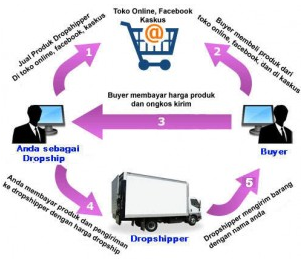 Toko Online, Facebook
Kaskus
Jual Produk Dropshipper
Di toko online, facebook, kaskus
1
Buyer membeli produk dari
toko online, facebook, dan di kaskus
2
Buyer membayar harga produk
dan ongkos kirim
3
Anda sebagai
Dropship
Buyer
Anda membayar produk dan pengiriman
ke dropshipper dengan harga dropship
4
Dropshipper
5
Dropshipper mengirim barang
dengan nama anda